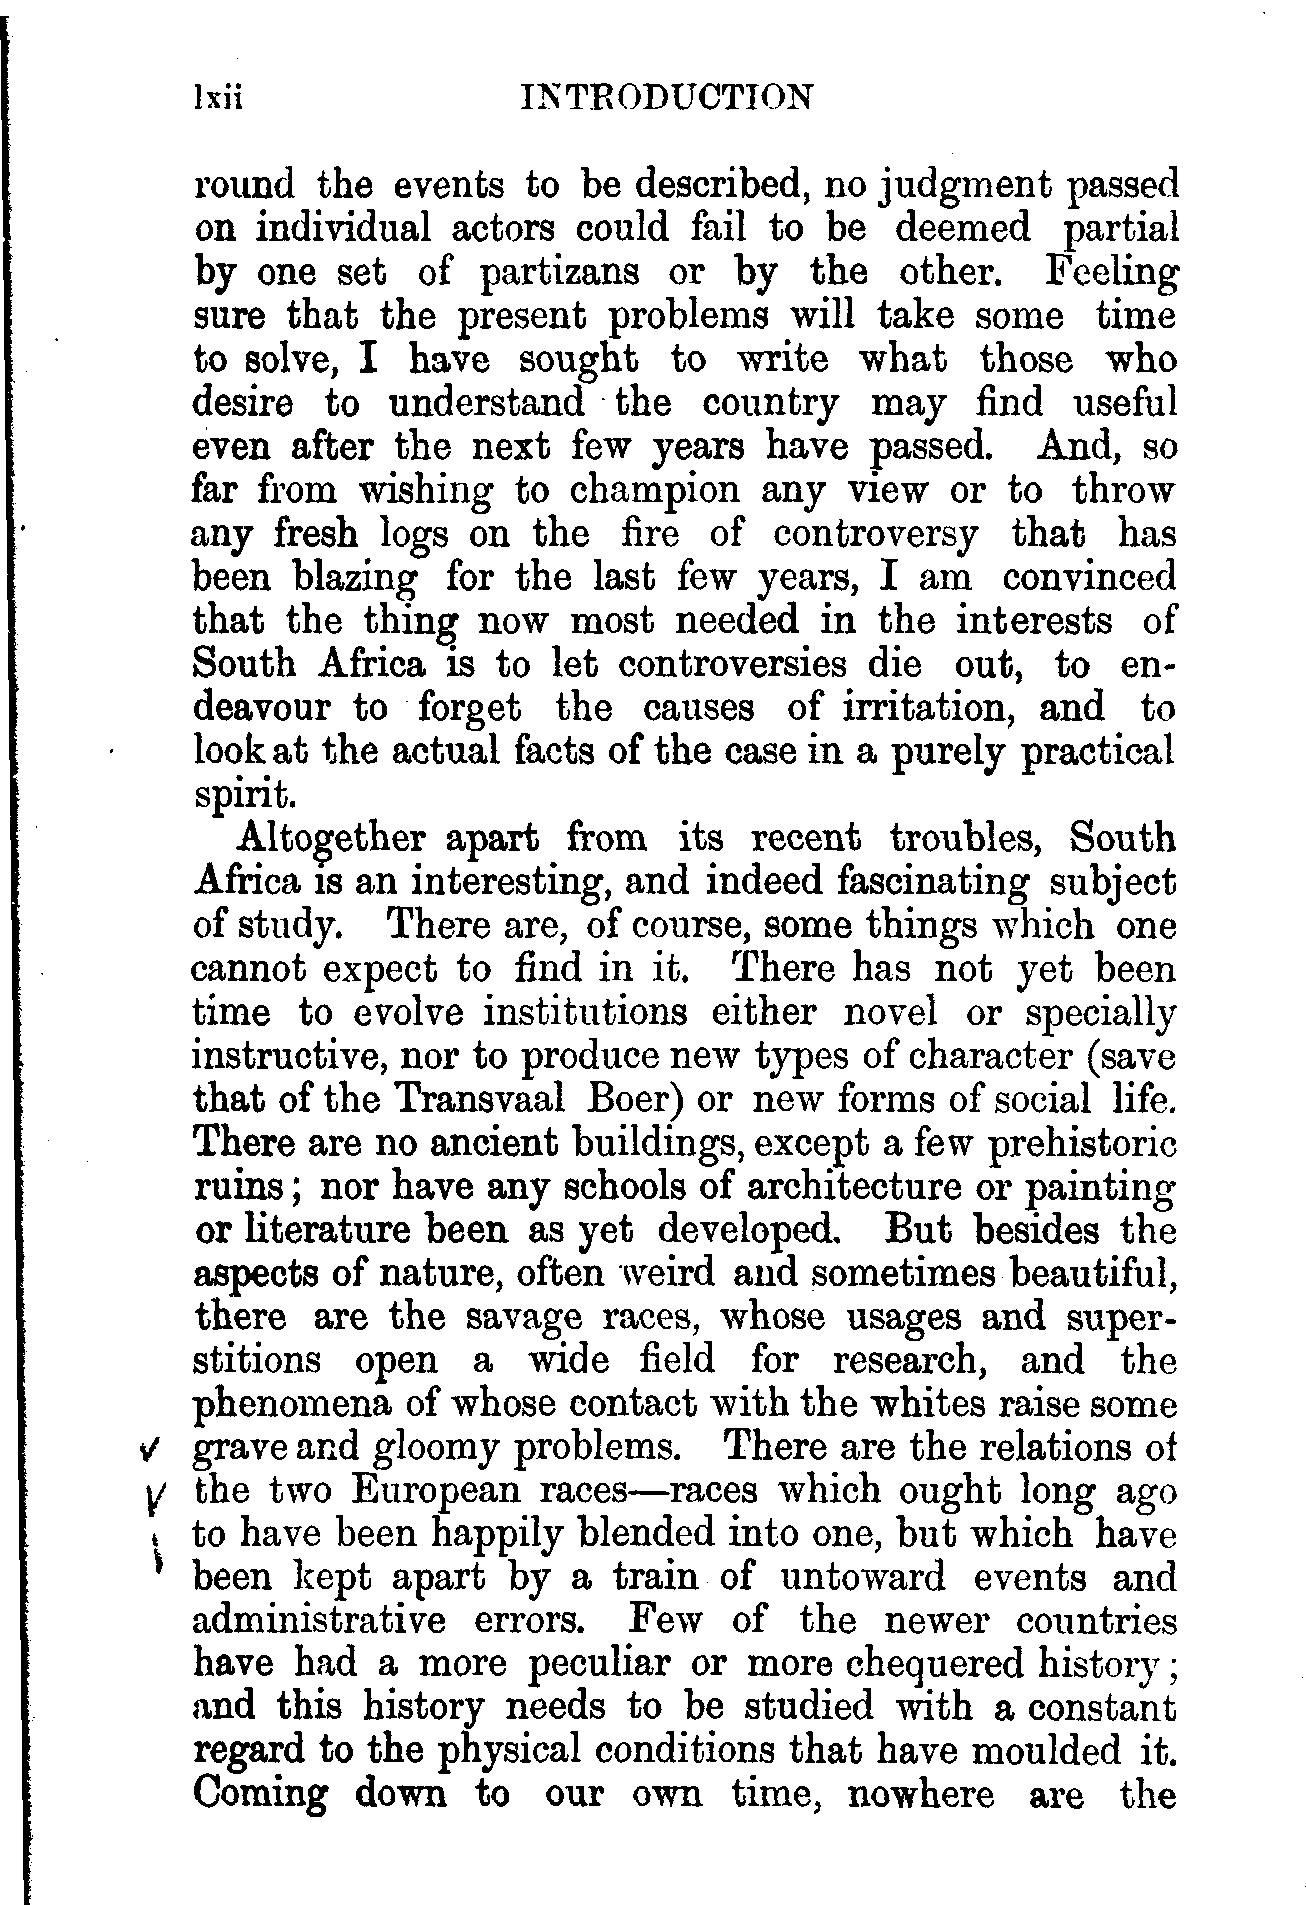 lxii INTRODUCTION
round the events to be described, no judgment passed
on individual actors could fail to be deemed partial
by one set of partizans or by the other. Feeling
sure that the present problems will take some time
to solve, I have sought to write what those who
desire to understand the country may find useful
even after the next few years have passed. And, so
far from wishing to champion any view or to throw
any fresh logs on the fire of controversy that has
been blazing for the last few years, I am convinced
that the thing now most needed in the interests of
South Africa is to let controversies die out, to en-
deavour to forget the causes of irritation, and to
look at the actual facts of the case in a purely practical
spirit.
Altogether apart from its recent troubles, South
Africa is an interesting, and indeed fascinating subject
of study. There are, of course, some things which one
cannot expect to find in it. There has not yet been
time to evolve institutions either novel or specially
instructive, nor to produce new types of character (save
that of the Transvaal Boer) or new forms of social life.
There are no ancient buildings, except a few prehistoric
ruins; nor have any schools of architecture or painting
or literature been as yet developed. But besides the
aspects of nature, often weird and sometimes beautiful,
there are the savage races, whose usages and super-
stitions open a wide field for research, and the
phenomena of whose contact with the whites raise some
grave and gloomy problems. There are the relations of
the two European races—races which ought long ago
to have been happily blended into one, but which have
been kept apart by a train of untoward events and
administrative errors. Few of the newer countries
have had a more peculiar or more chequered history;
and this history needs to be studied with a constant
regard to the physical conditions that have moulded it.
Coming down to our own time, nowhere are the